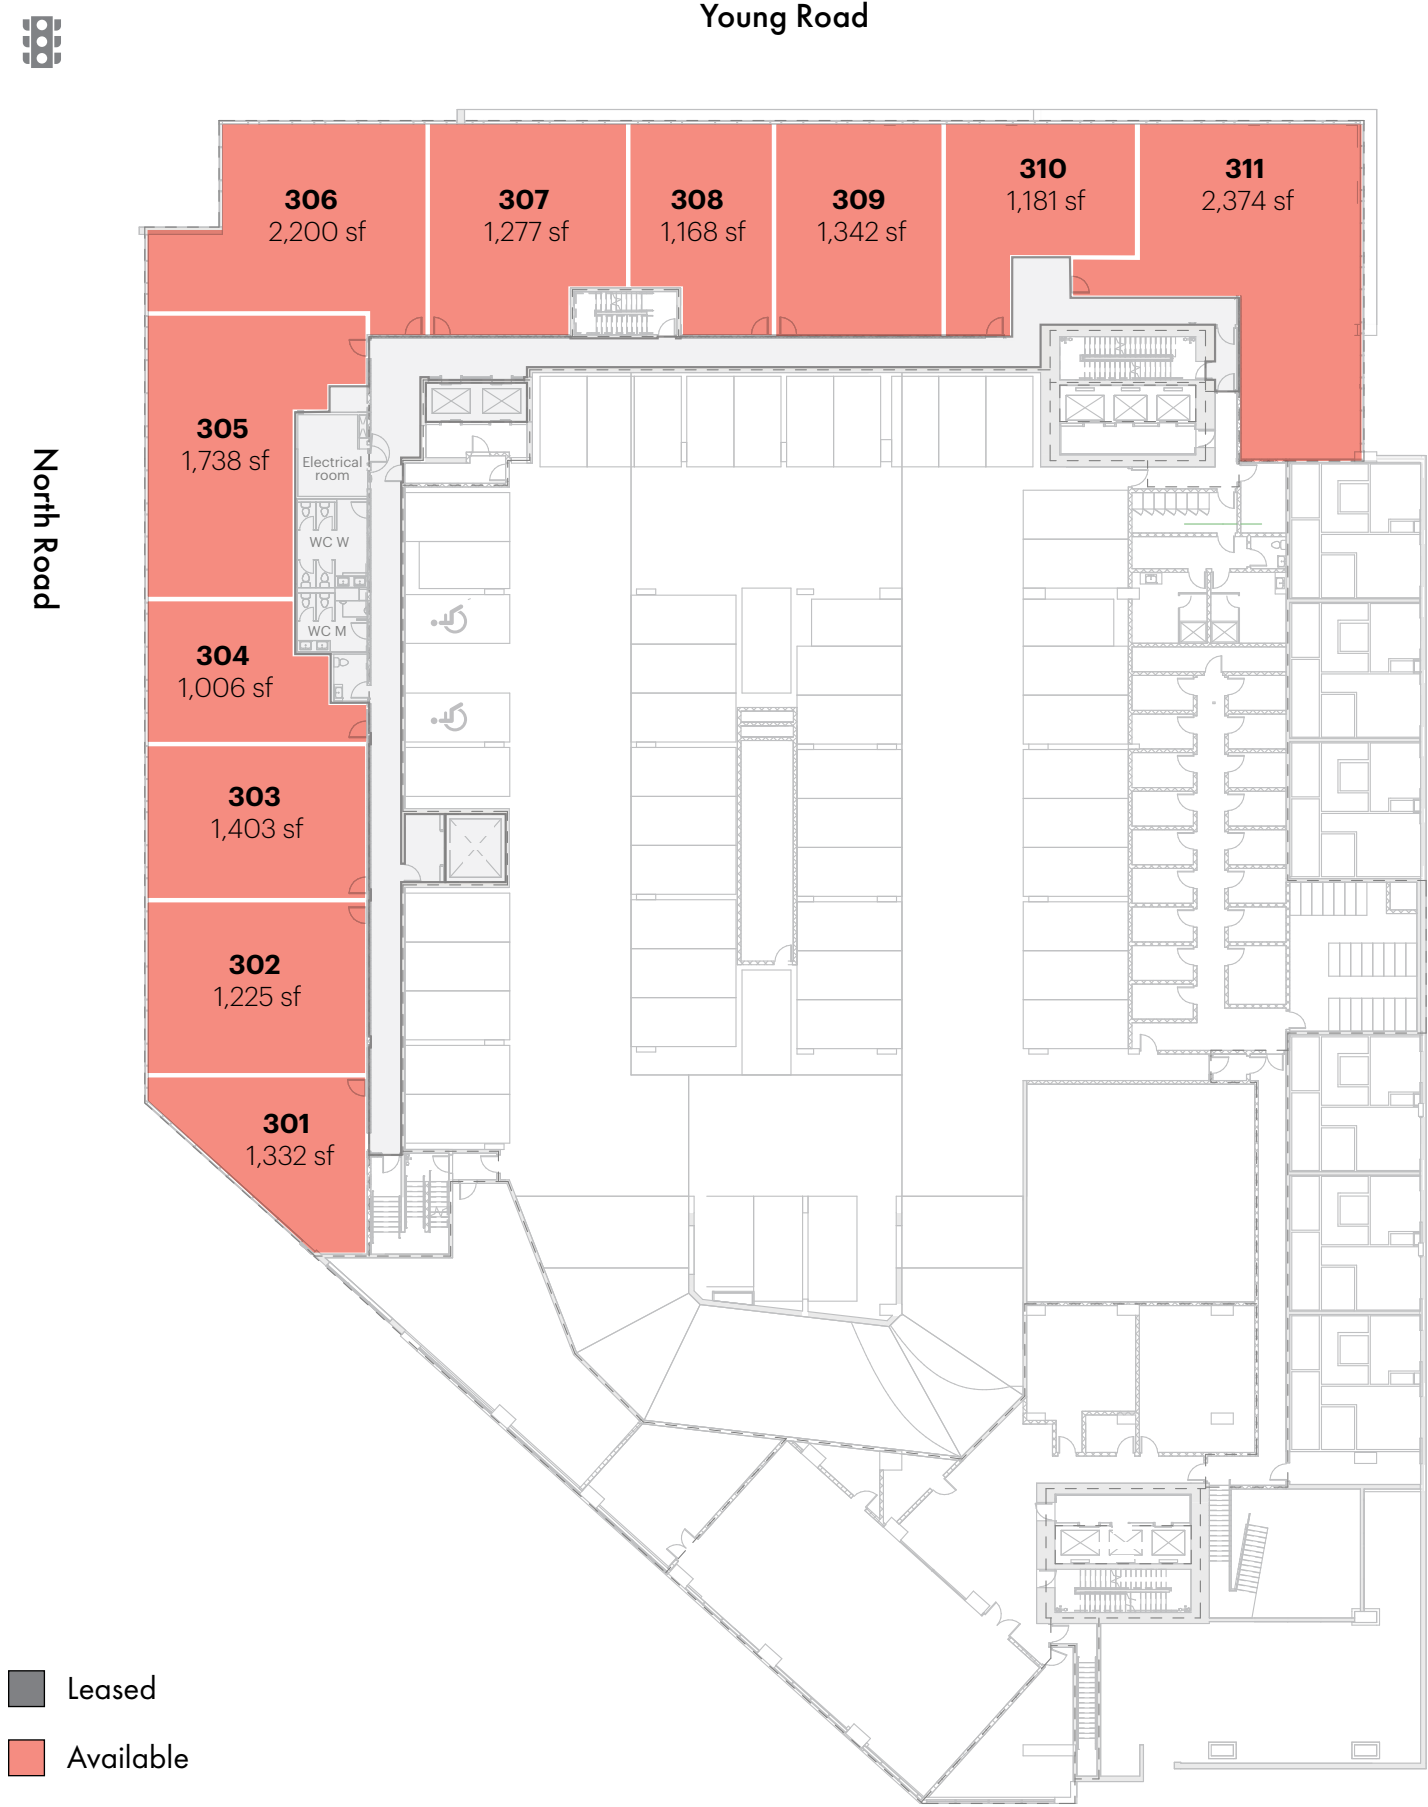 Young Road
306
2,200 sf
307
1,277 sf
308
1,168 sf
309
1,342 sf
310
1,181 sf
311
2,374 sf
305
1,738 sf
Electrical
room
WC W
WC M
North Road
304
1,006 sf
303
1,403 sf
302
1,225 sf
301
1,332 sf
Leased
Available